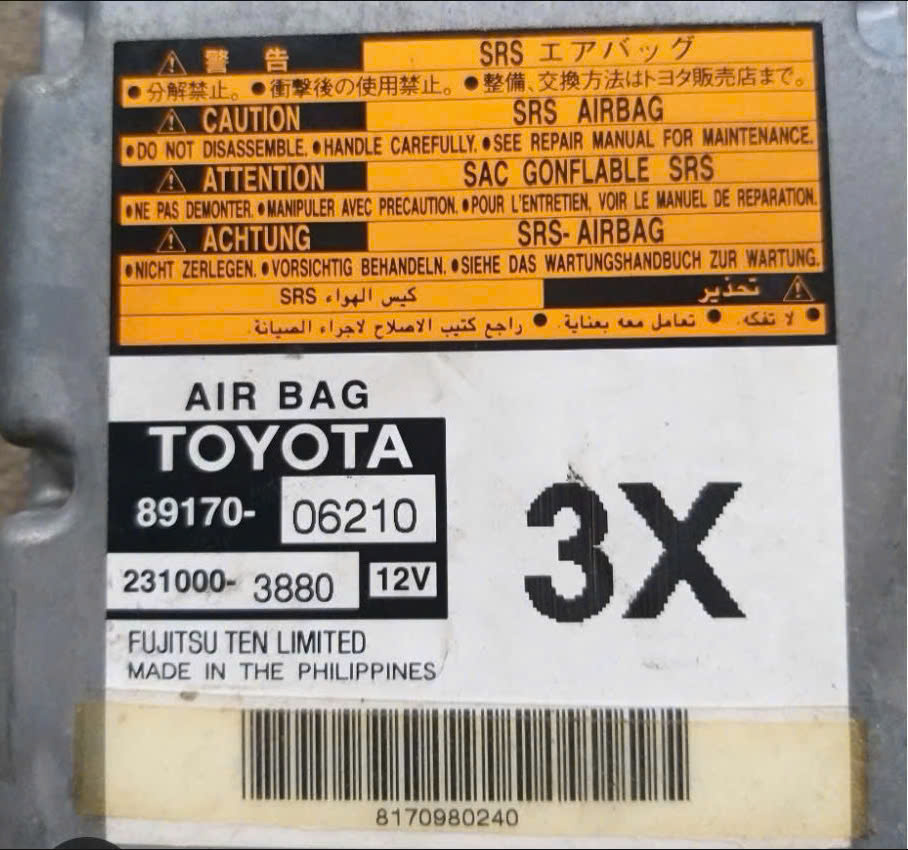 ⚠ 警告 SRS エアバッグ
●分解禁止。 ●衝撃後の使用禁止。 ●整備、交換方法はトヨタ販売店まで。
⚠ CAUTION SRS AIRBAG
●DO NOT DISASSEMBLE. ●HANDLE CAREFULLY. ●SEE REPAIR MANUAL FOR MAINTENANCE.
⚠ ATTENTION SAC GONFLABLE SRS
●NE PAS DEMONTER. ●MANIPULER AVEC PRECAUTION. ●POUR L'ENTRETIEN, VOIR LE MANUEL DE REPARATION.
⚠ ACHTUNG SRS-AIRBAG
●NICHT ZERLEGEN. ●VORSICHTIG BEHANDELN. ●SIEHE DAS WARTUNGSHANDBUCH ZUR WARTUNG.
⚠ تحذير كيس الهواء SRS
● لا تفكه. ● تعامل معه بعناية. ● راجع كتيب الاصلاح لاجراء الصيانة.
AIR BAG
TOYOTA
89170- 06210
231000- 3880 12V
3X
FUJITSU TEN LIMITED
MADE IN THE PHILIPPINES
8170980240